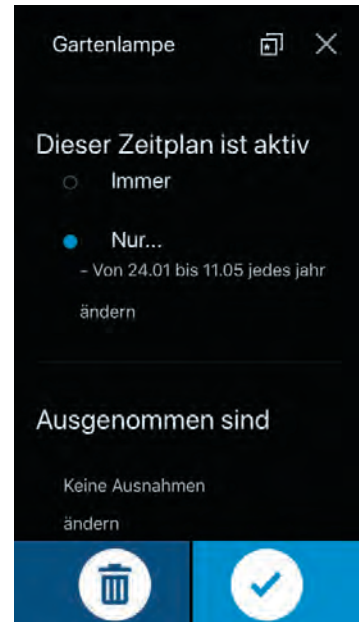 Gartenlampe
Dieser Zeitplan ist aktiv
Immer
Nur...
– Von 24.01 bis 11.05 jedes jahr
ändern
Ausgenommen sind
Keine Ausnahmen
ändern